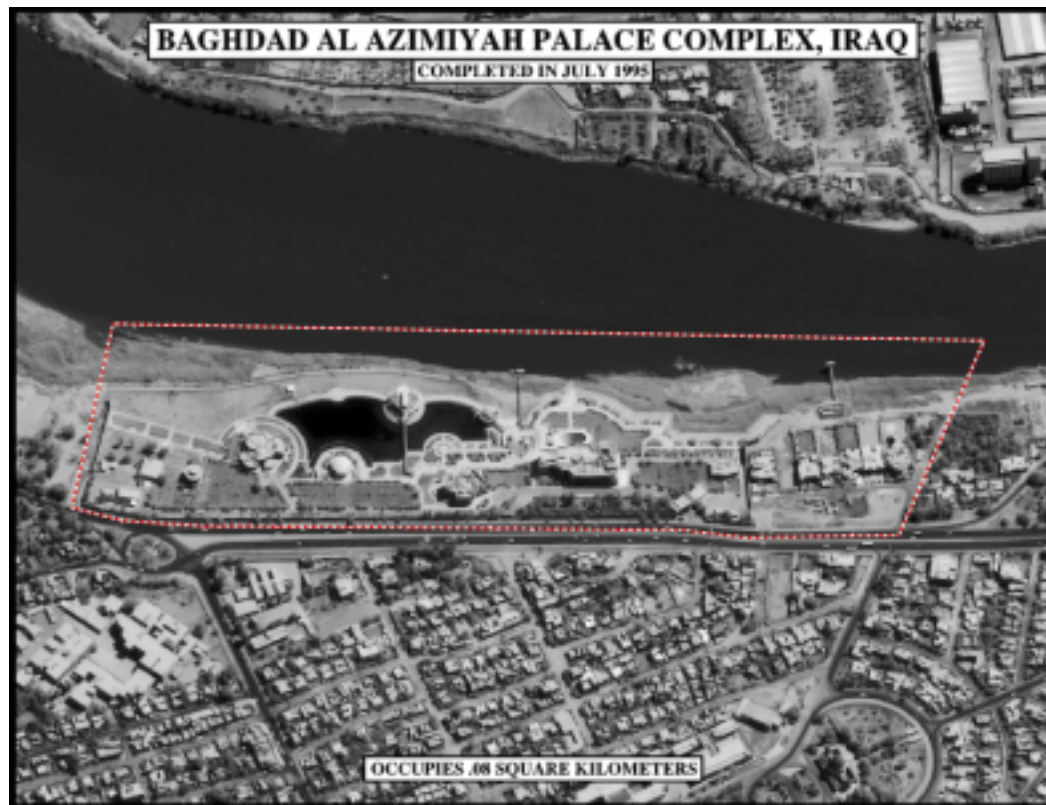 BAGHDAD AL AZIMIYAH PALACE COMPLEX, IRAQ
COMPLETED IN JULY 1995
OCCUPIES .08 SQUARE KILOMETERS